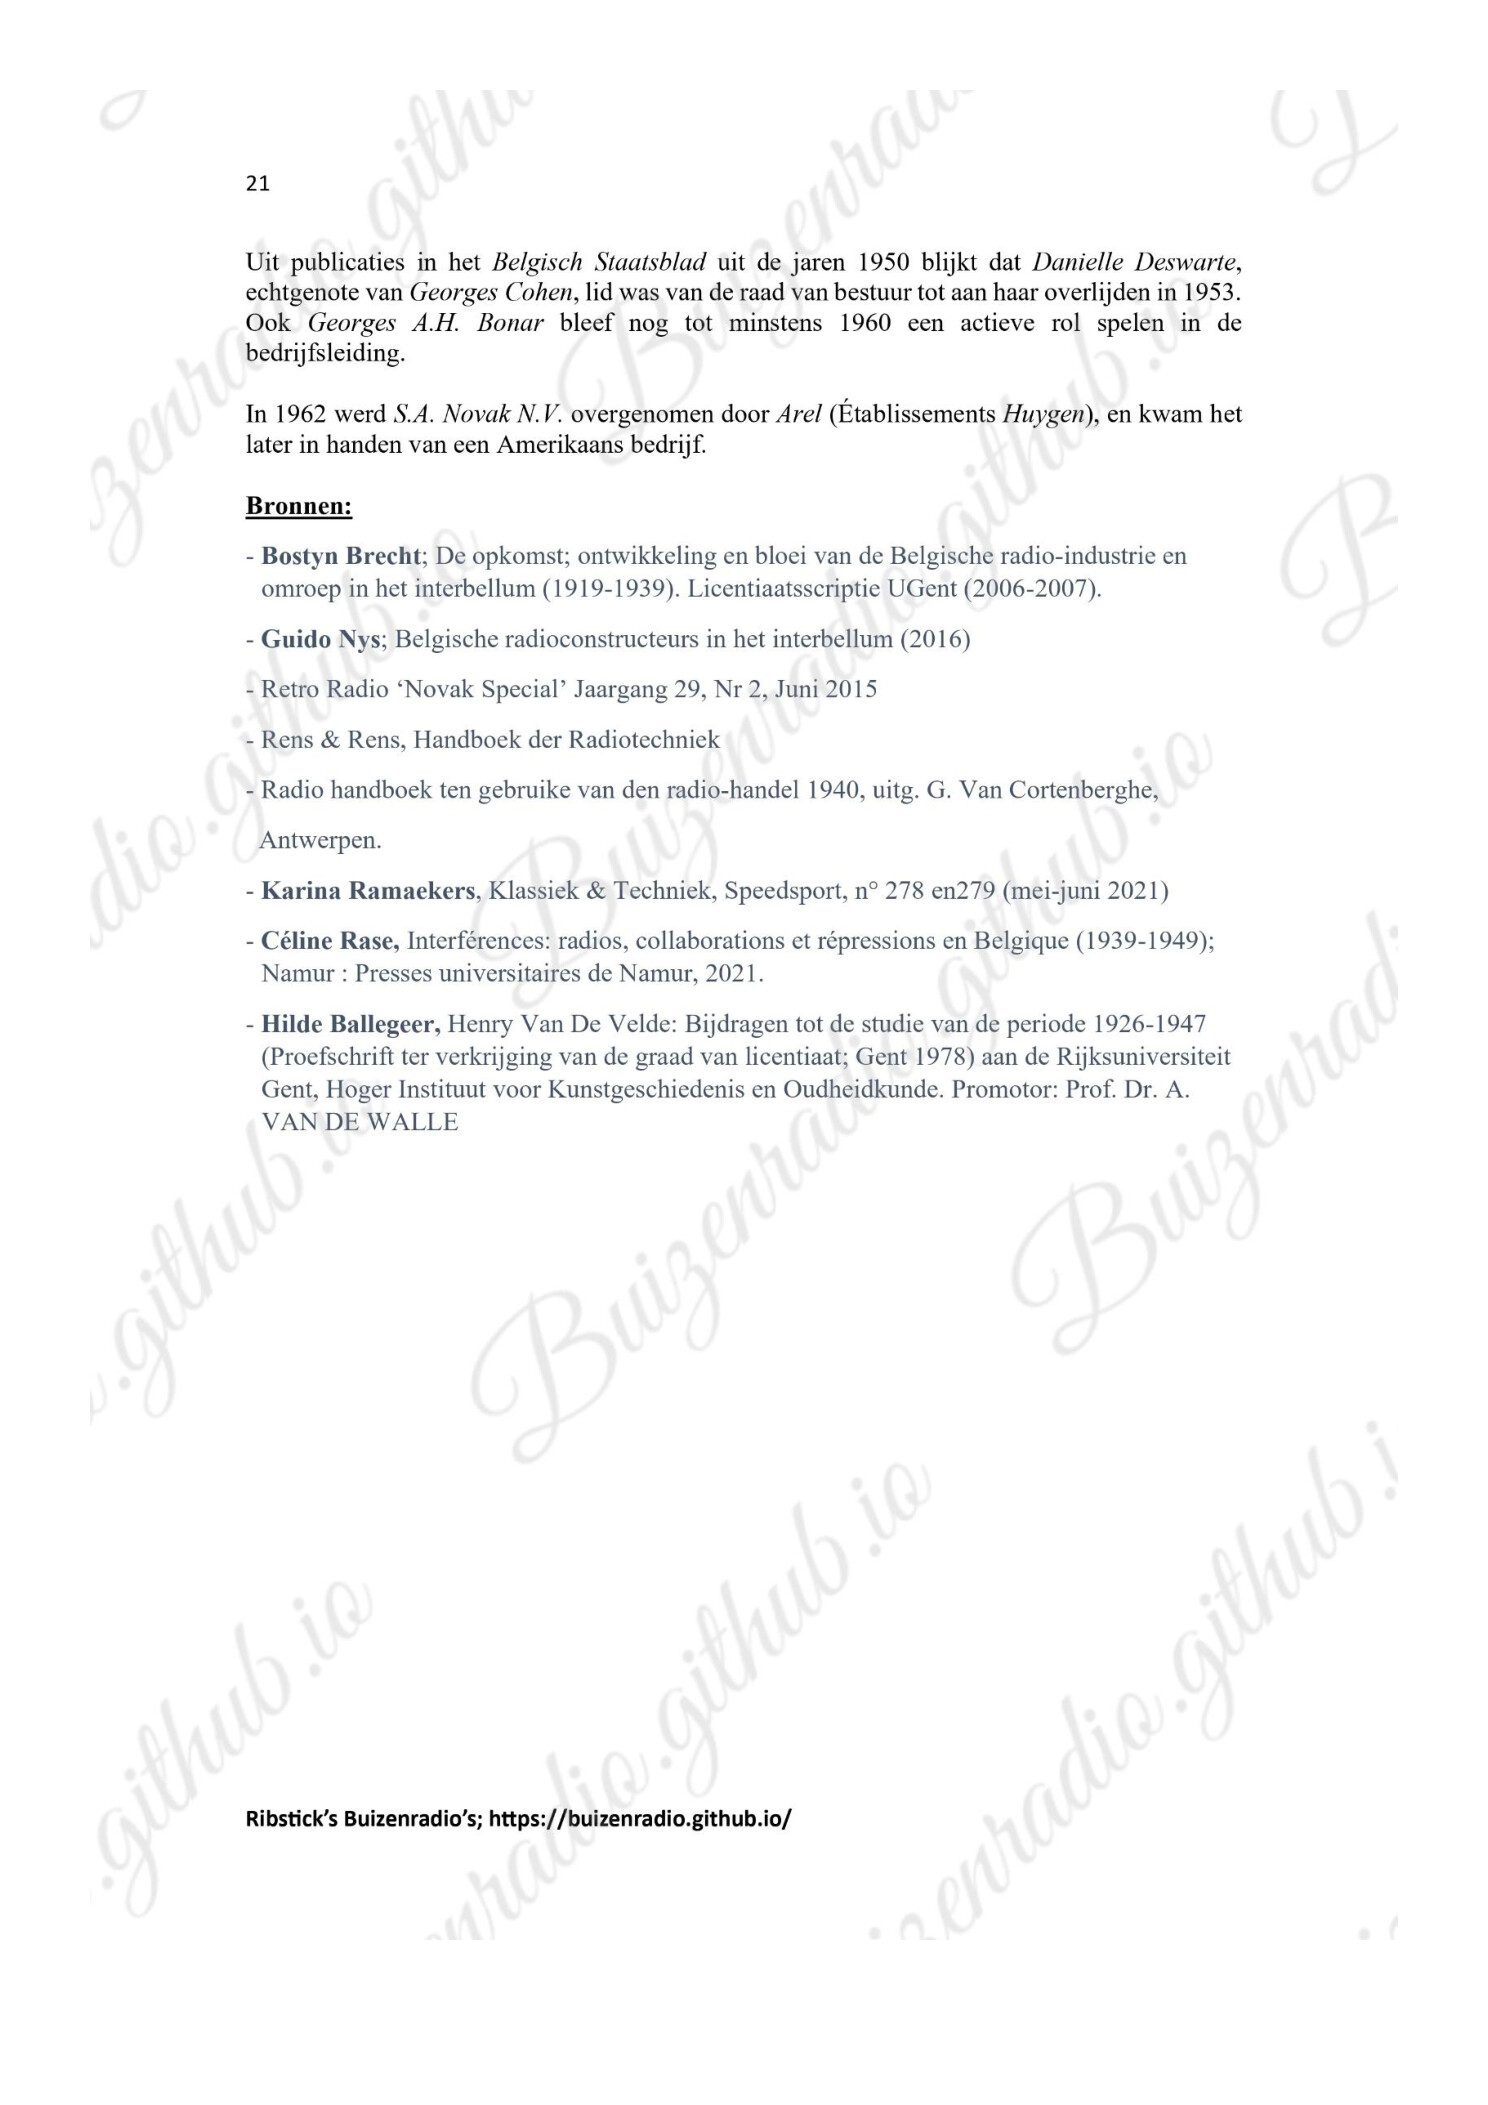 21
Uit publicaties in het Belgisch Staatsblad uit de jaren 1950 blijkt dat Danielle Deswarte,
echtgenote van Georges Cohen, lid was van de raad van bestuur tot aan haar overlijden in 1953.
Ook Georges A.H. Bonar bleef nog tot minstens 1960 een actieve rol spelen in de
bedrijfsleiding.
In 1962 werd S.A. Novak N.V. overgenomen door Arel (Établissements Huygen), en kwam het
later in handen van een Amerikaans bedrijf.
Bronnen:
- Bostyn Brecht; De opkomst; ontwikkeling en bloei van de Belgische radio-industrie en
omroep in het interbellum (1919-1939). Licentiaatsscriptie UGent (2006-2007).
- Guido Nys; Belgische radioconstructeurs in het interbellum (2016)
- Retro Radio ‘Novak Special’ Jaargang 29, Nr 2, Juni 2015
- Rens & Rens, Handboek der Radiotechniek
- Radio handboek ten gebruike van den radio-handel 1940, uitg. G. Van Cortenberghe,
Antwerpen.
- Karina Ramaekers, Klassiek & Techniek, Speedsport, n° 278 en279 (mei-juni 2021)
- Céline Rase, Interférences: radios, collaborations et répressions en Belgique (1939-1949);
Namur : Presses universitaires de Namur, 2021.
- Hilde Ballegeer, Henry Van De Velde: Bijdragen tot de studie van de periode 1926-1947
(Proefschrift ter verkrijging van de graad van licentiaat; Gent 1978) aan de Rijksuniversiteit
Gent, Hoger Instituut voor Kunstgeschiedenis en Oudheidkunde. Promotor: Prof. Dr. A.
VAN DE WALLE
Ribstick’s Buizenradio’s; https://buizenradio.github.io/
Buizenradio.github.io